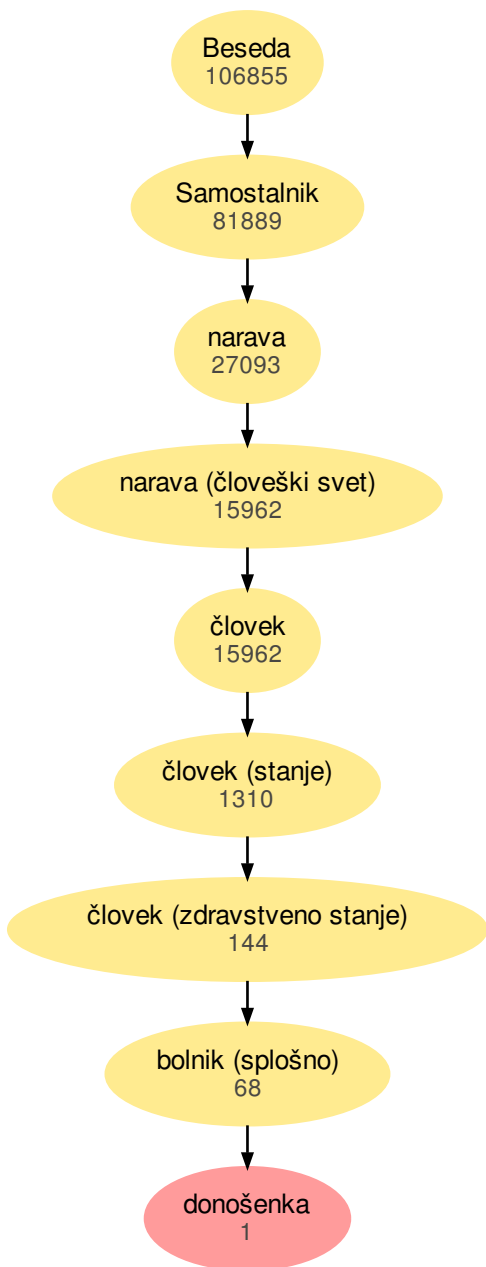 Beseda
106855
Samostalnik
81889
narava
27093
narava (človeški svet)
15962
človek
15962
človek (stanje)
1310
človek (zdravstveno stanje)
144
bolnik (splošno)
68
donošenka
1